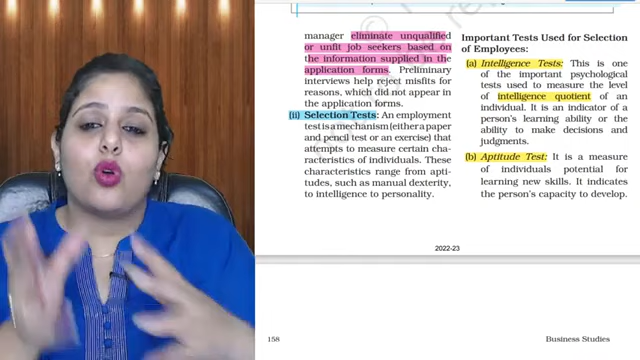 manager eliminate unqualified
or unfit job seekers based on
the information supplied in the
application forms. Preliminary
interviews help reject misfits for
reasons, which did not appear in
the application forms.
(ii) Selection Tests: An employment
test is a mechanism (either a paper
and pencil test or an exercise) that
attempts to measure certain cha-
racteristics of individuals. These
characteristics range from apti-
tudes, such as manual dexterity,
to intelligence to personality.
Important Tests Used for Selection
of Employees:
(a) Intelligence Tests: This is one
of the important psychological
tests used to measure the level
of intelligence quotient of an
individual. It is an indicator of a
person's learning ability or the
ability to make decisions and
judgments.
(b) Aptitude Test: It is a measure
of individuals potential for
learning new skills. It indicates
the person's capacity to develop.
2022-23
158
Business Studies